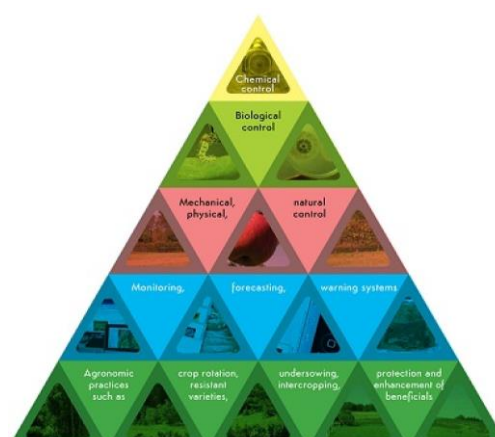 Chemical
control
Biological
control
Mechanical,
physical,
natural
control
Monitoring,
forecasting,
warning systems
Agronomic
practices
such as
crop rotation,
resistant
varieties,
undersowing,
intercropping,
protection and
enhancement of
beneficials